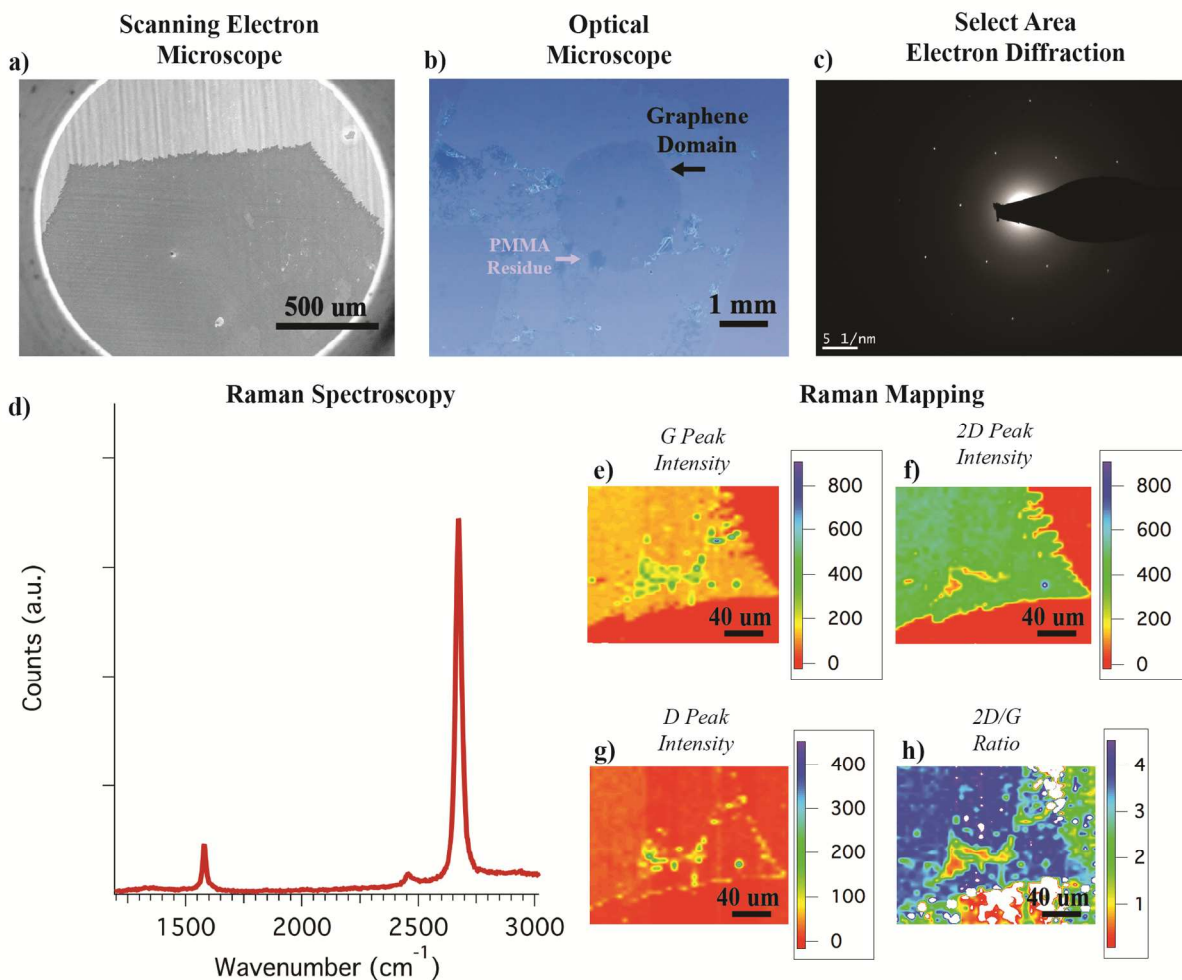 Scanning Electron
Microscope
Optical
Microscope
Select Area
Electron Diffraction
a)
b)
c)
Graphene
Domain
PMMA
Residue
500 um
1 mm
5 1/nm
d)
Raman Spectroscopy
Counts (a.u.)
1500
2000
2500
3000
Wavenumber (cm-1)
Raman Mapping
e)
G Peak
Intensity
800
600
400
200
0
40 um
f)
2D Peak
Intensity
800
600
400
200
0
40 um
g)
D Peak
Intensity
400
300
200
100
0
40 um
h)
2D/G
Ratio
4
3
2
1
40 um